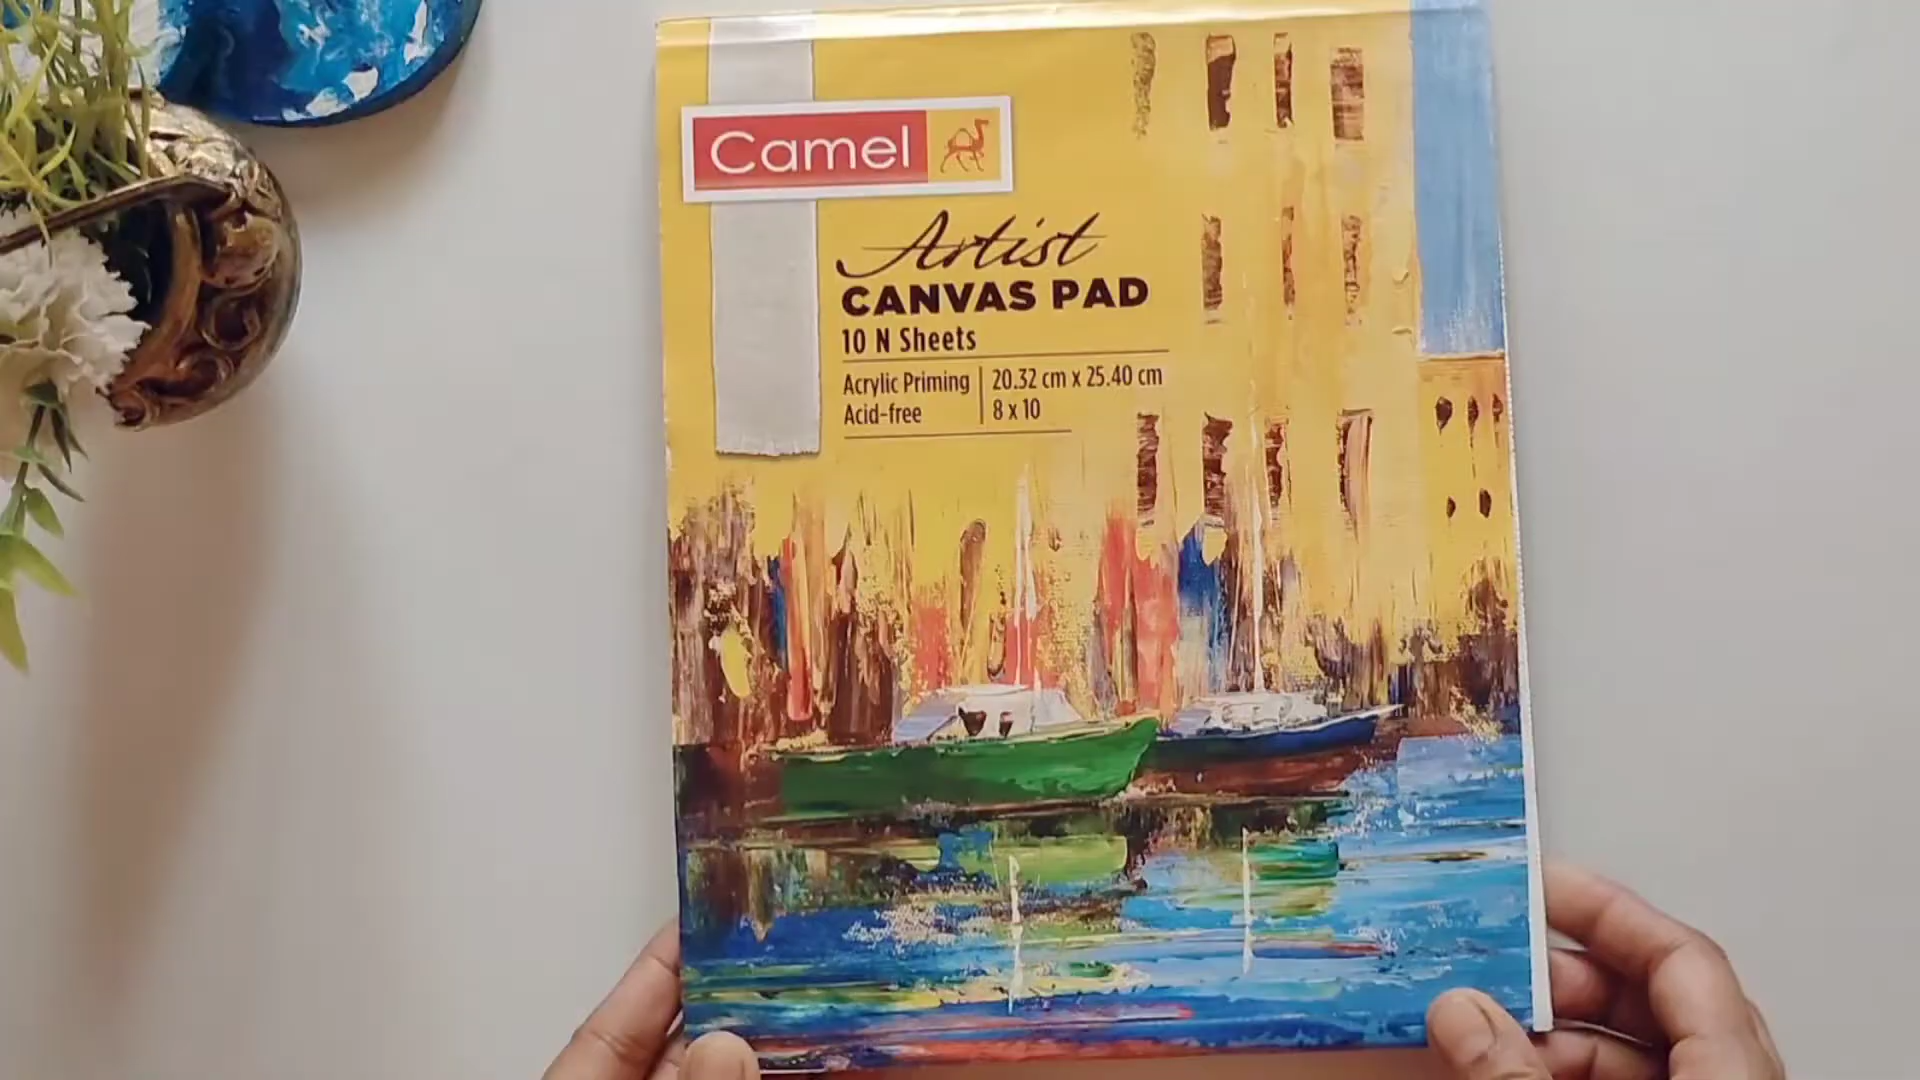 Camel
Artist
CANVAS PAD
10 N Sheets
Acrylic Priming
Acid-free
20.32 cm x 25.40 cm
8 x 10